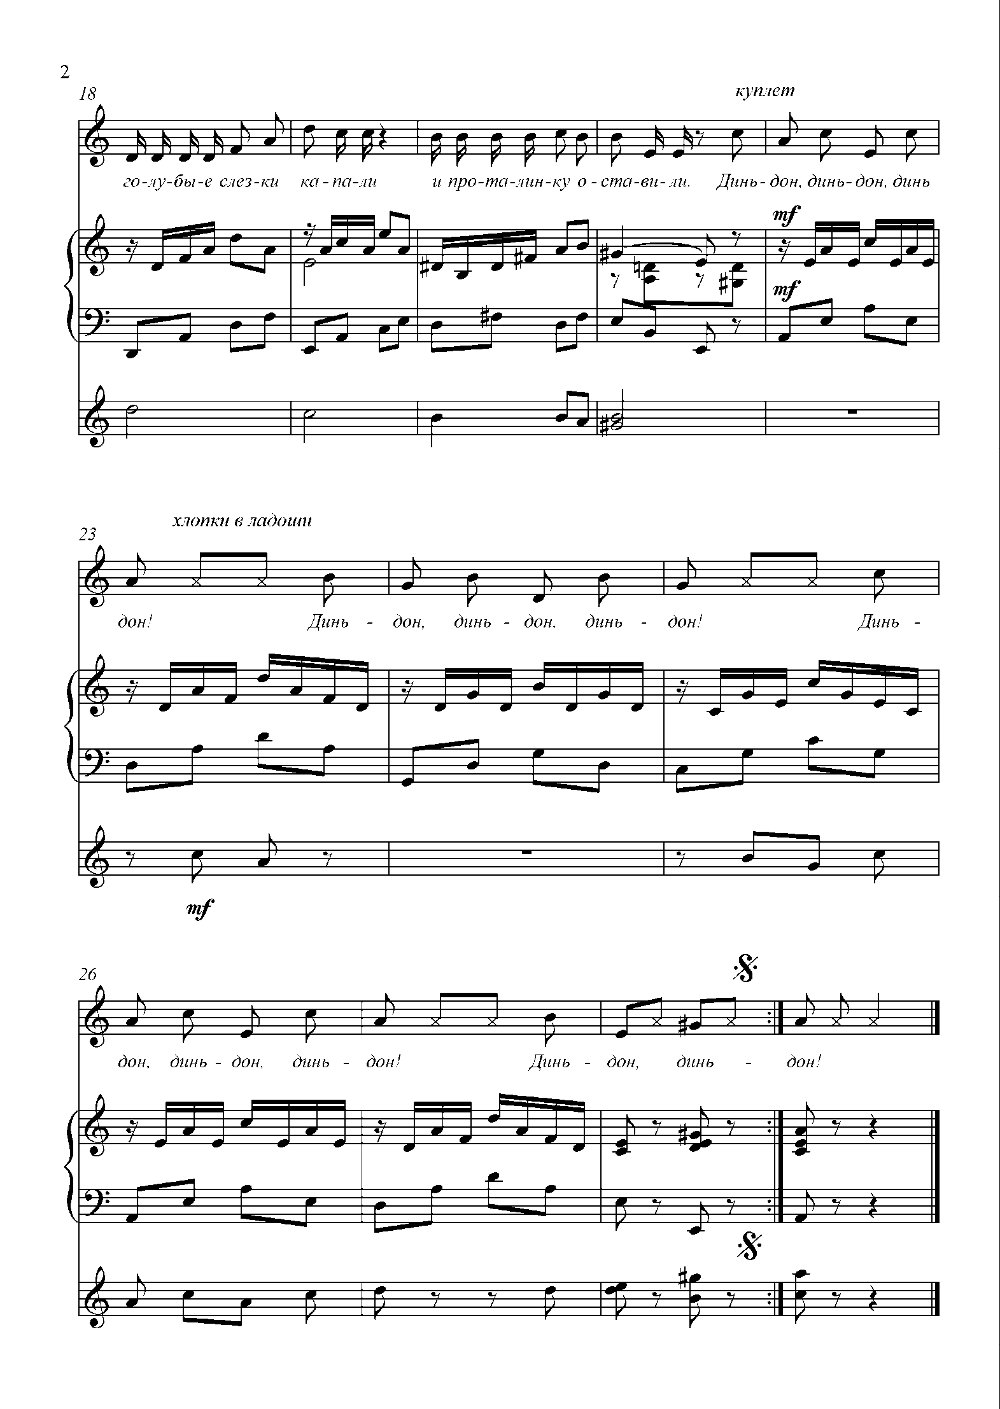 2
18
куплет
го-лу-бы-е слез-ки ка-па-ли и про-та-лин-ку о-ста-ви-ли. Динь-дон, динь-дон, динь
mf
mf
23
хлопки в ладоши
дон! Динь - дон, динь - дон, динь - дон! Динь -
mf
26
дон, динь - дон, динь - дон! Динь - дон, динь - дон!